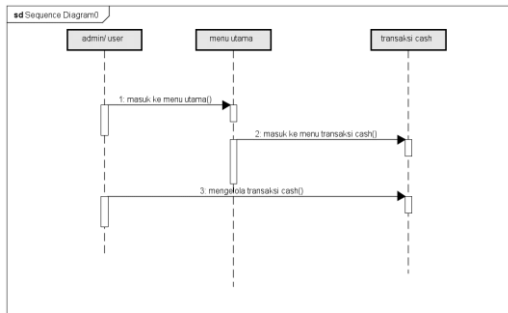 sd Sequence Diagram0
admin/user
menu utama
transaksi cash
1: masuk ke menu utama()
2: masuk ke menu transaksi cash()
3: mengelola transaksi cash()